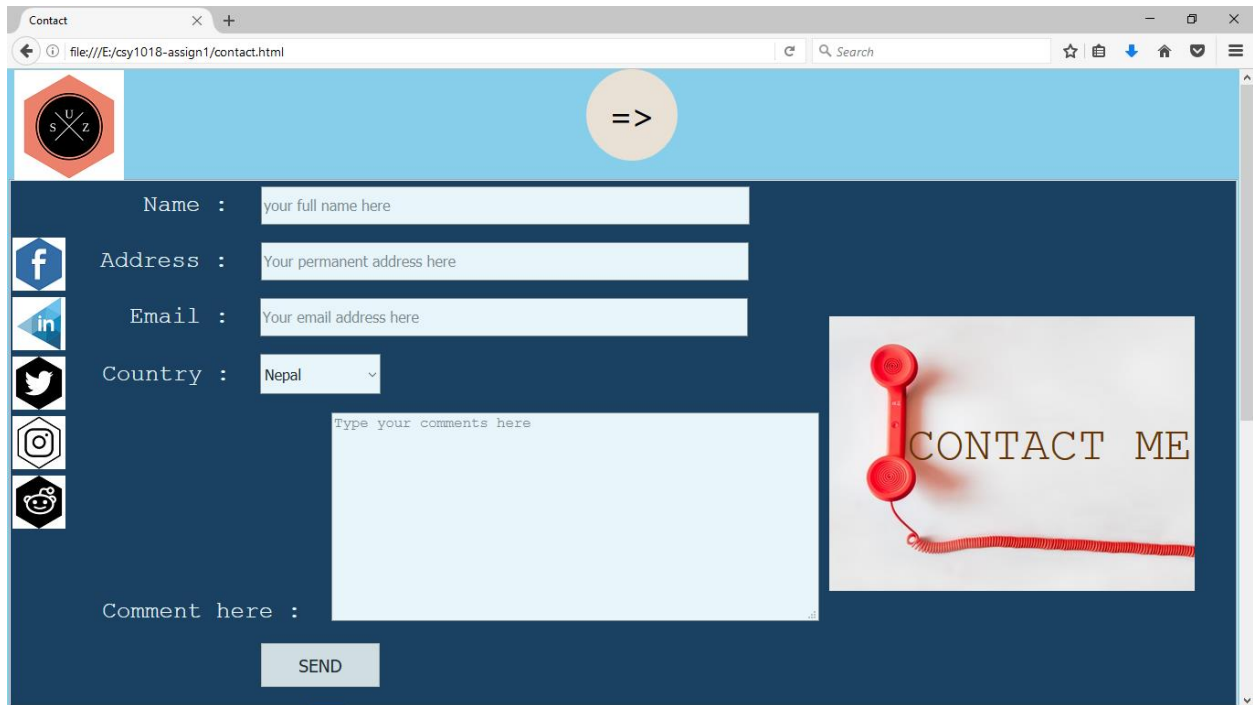 Contact
file:///E:/csy1018-assign1/contact.html
Search
U
S Z
=>
Name :
your full name here
Address :
Your permanent address here
Email :
Your email address here
Country :
Nepal
Type your comments here
Comment here :
SEND
f
in
CONTACT ME